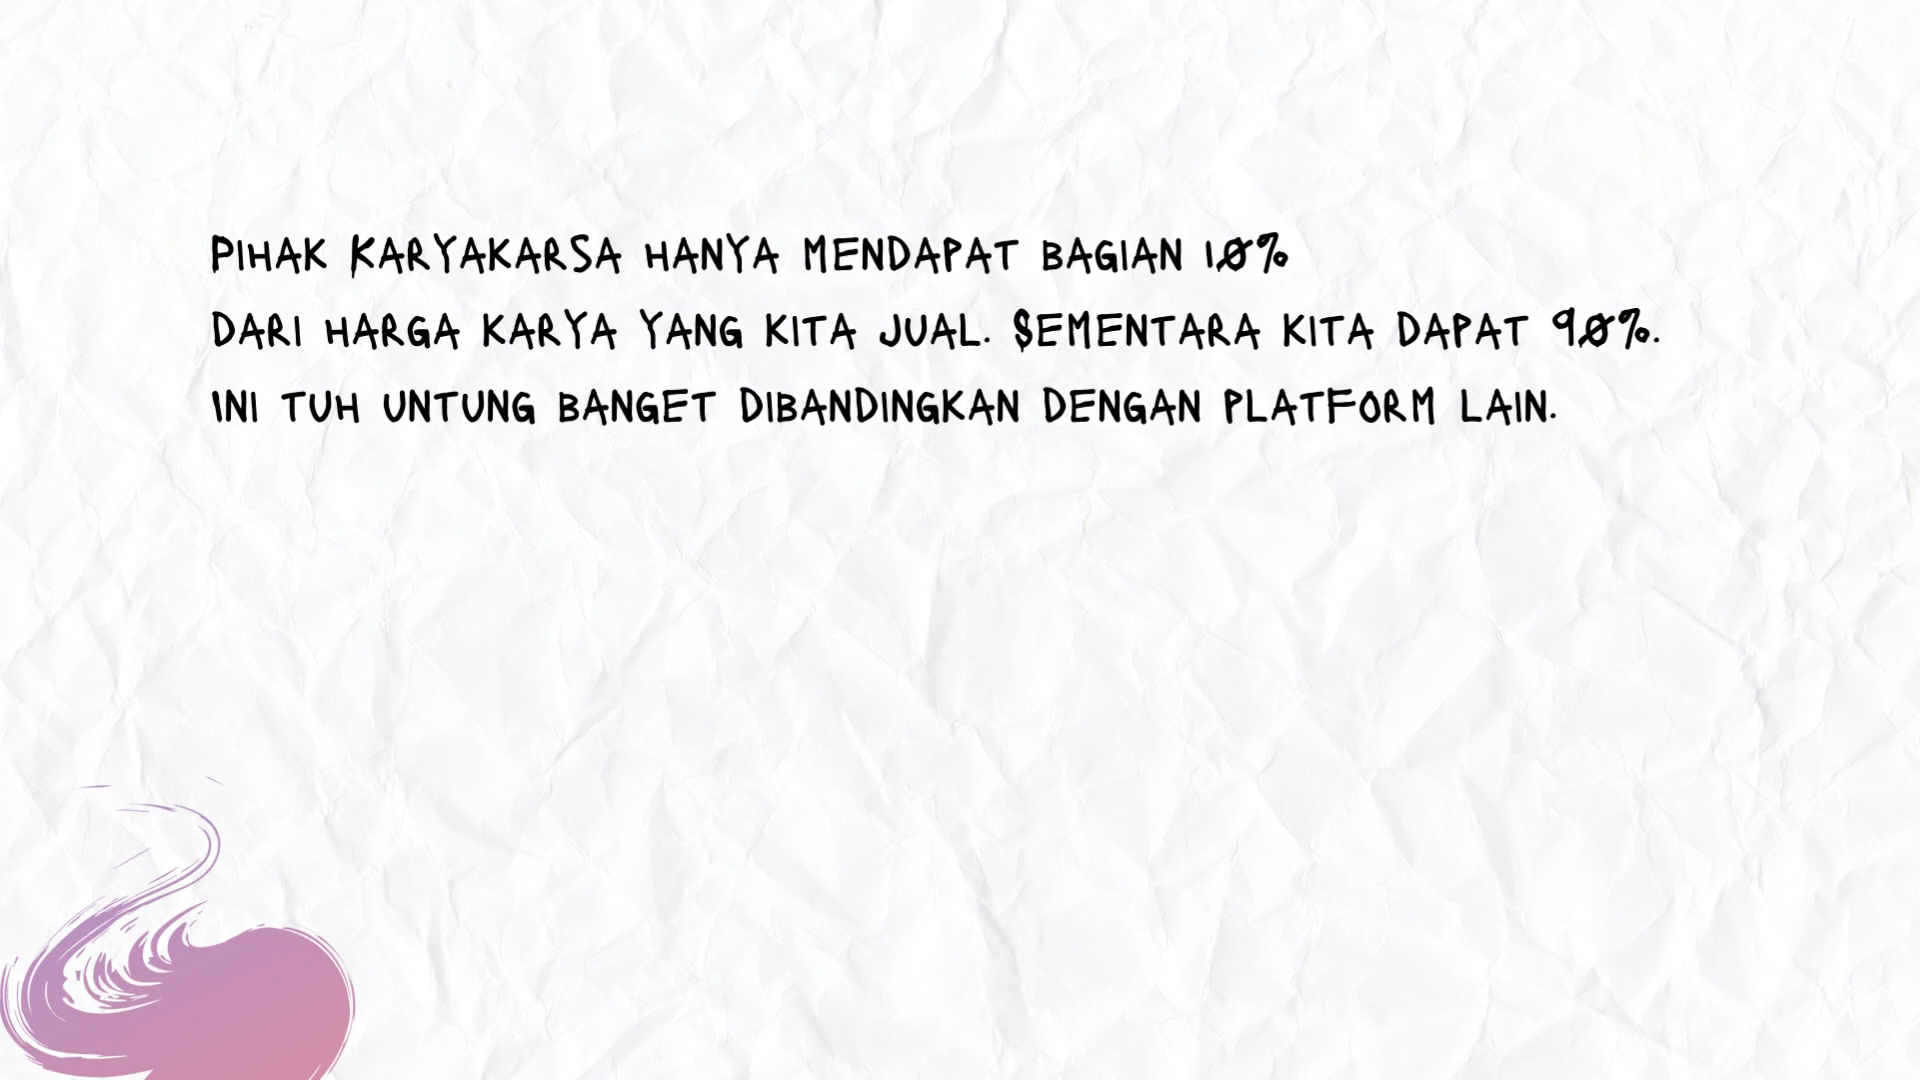 PIHAK KARYAKARSA HANYA MENDAPAT BAGIAN 10%
DARI HARGA KARYA YANG KITA JUAL. SEMENTARA KITA DAPAT 90%.
INI TUH UNTUNG BANGET DIBANDINGKAN DENGAN PLATFORM LAIN.